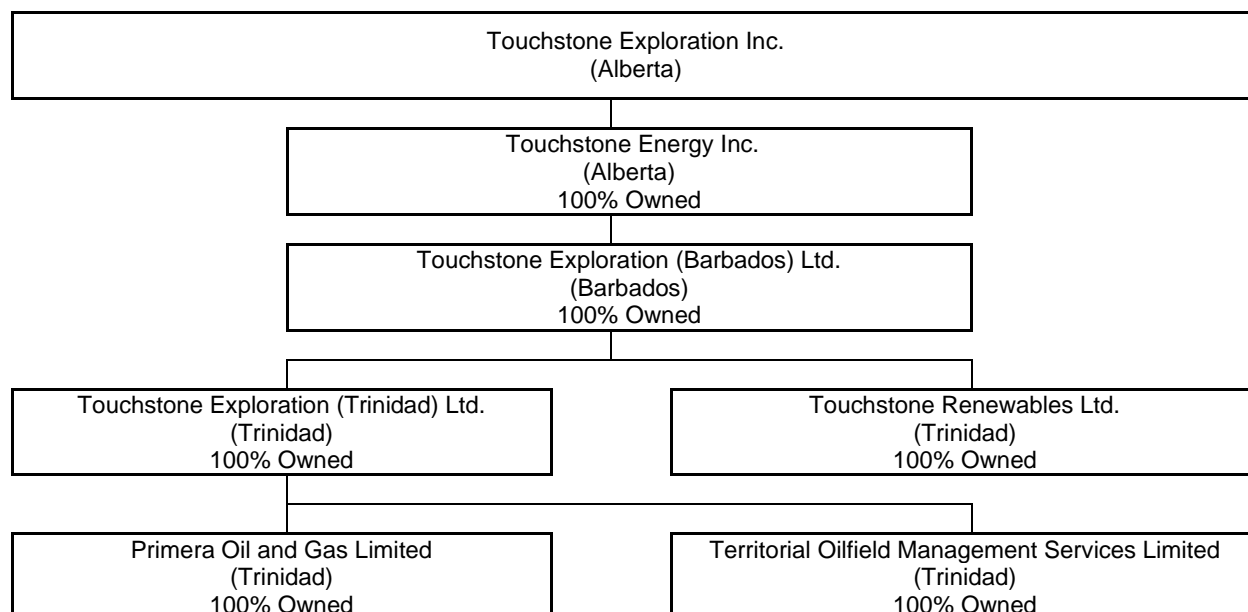 Touchstone Exploration Inc.
(Alberta)
Touchstone Energy Inc.
(Alberta)
100% Owned
Touchstone Exploration (Barbados) Ltd.
(Barbados)
100% Owned
Touchstone Exploration (Trinidad) Ltd.
(Trinidad)
100% Owned
Touchstone Renewables Ltd.
(Trinidad)
100% Owned
Primera Oil and Gas Limited
(Trinidad)
100% Owned
Territorial Oilfield Management Services Limited
(Trinidad)
100% Owned